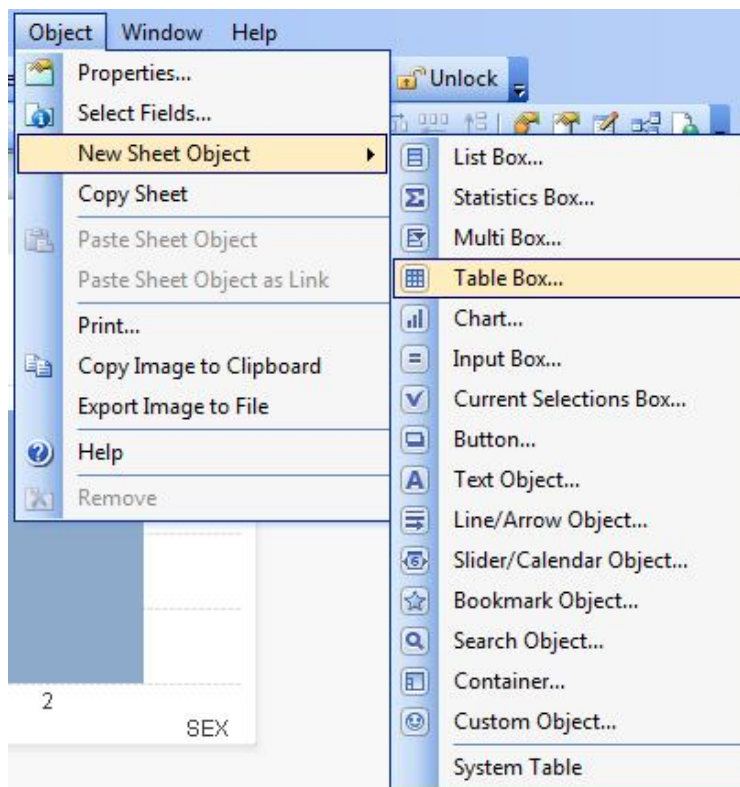 Object Window Help
Unlock
Properties...
Select Fields...
New Sheet Object
Copy Sheet
Paste Sheet Object
Paste Sheet Object as Link
Print...
Copy Image to Clipboard
Export Image to File
Help
Remove
List Box...
Statistics Box...
Multi Box...
Table Box...
Chart...
Input Box...
Current Selections Box...
Button...
Text Object...
Line/Arrow Object...
Slider/Calendar Object...
Bookmark Object...
Search Object...
Container...
Custom Object...
System Table
2
SEX